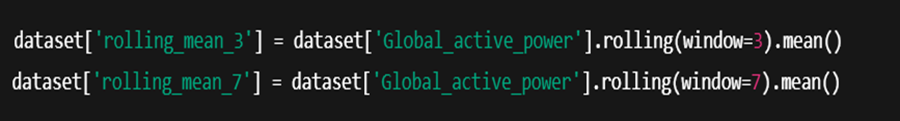 dataset['rolling_mean_3'] = dataset['Global_active_power'].rolling(window=3).mean()
dataset['rolling_mean_7'] = dataset['Global_active_power'].rolling(window=7).mean()